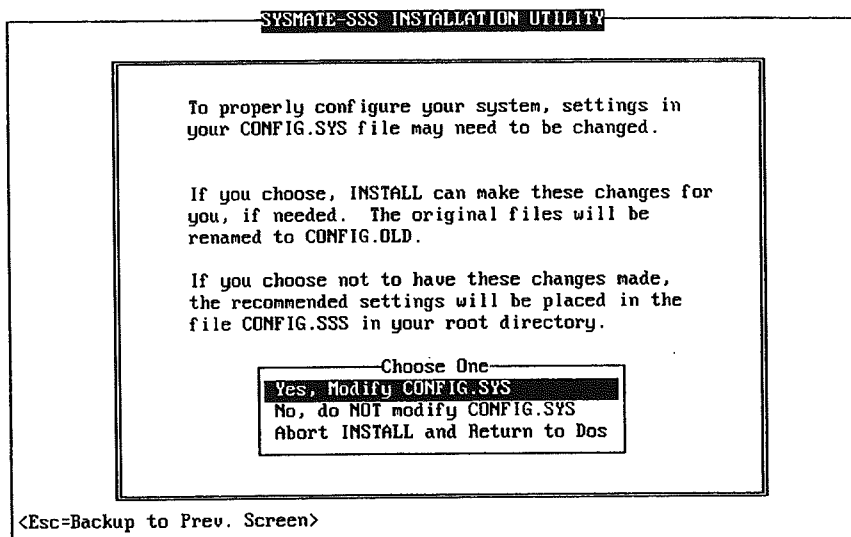 SYSMATE-SSS INSTALLATION UTILITY
To properly configure your system, settings in
your CONFIG.SYS file may need to be changed.
If you choose, INSTALL can make these changes for
you, if needed.  The original files will be
renamed to CONFIG.OLD.
If you choose not to have these changes made,
the recommended settings will be placed in the
file CONFIG.SSS in your root directory.
Choose One
Yes, Modify CONFIG.SYS
No, do NOT modify CONFIG.SYS
Abort INSTALL and Return to Dos
<Esc=Backup to Prev. Screen>